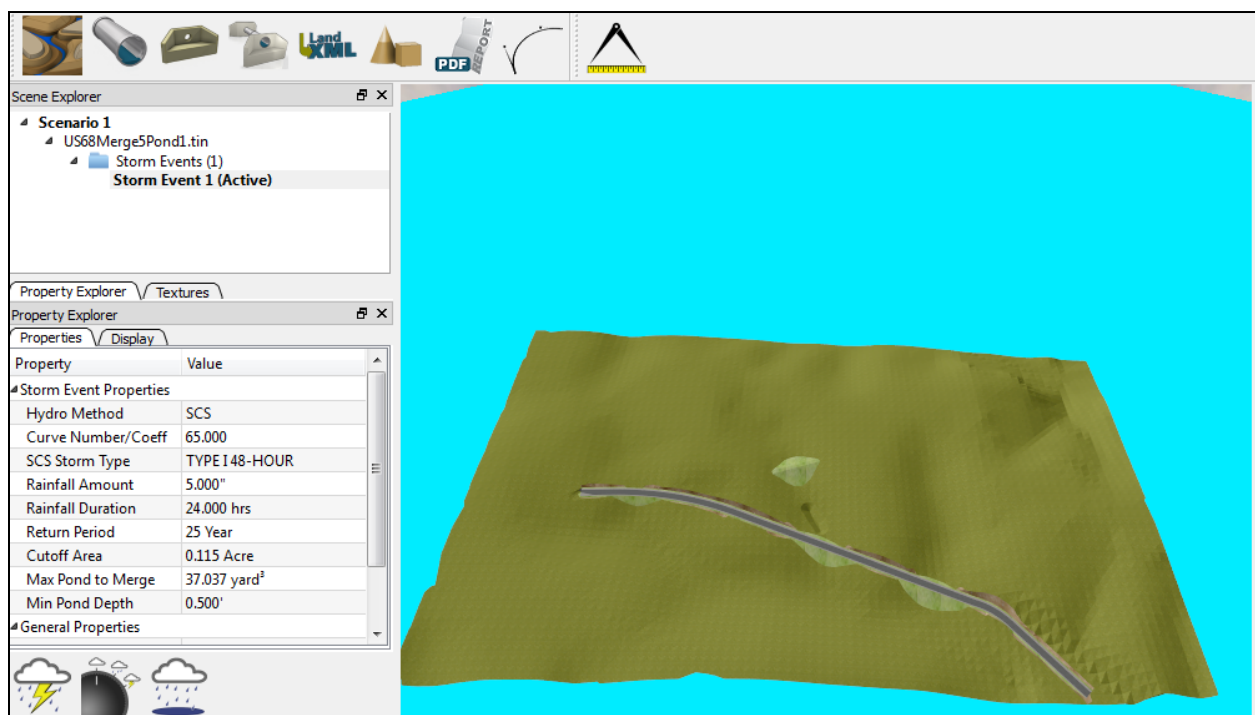 Land
XML
PDF
REPORT
Scene Explorer
Scenario 1
US68Merge5Pond1.tin
Storm Events (1)
Storm Event 1 (Active)
Property Explorer
Textures
Property Explorer
Properties
Display
Property Value
Storm Event Properties
Hydro Method SCS
Curve Number/Coeff 65.000
SCS Storm Type TYPE I 48-HOUR
Rainfall Amount 5.000"
Rainfall Duration 24.000 hrs
Return Period 25 Year
Cutoff Area 0.115 Acre
Max Pond to Merge 37.037 yard³
Min Pond Depth 0.500'
General Properties